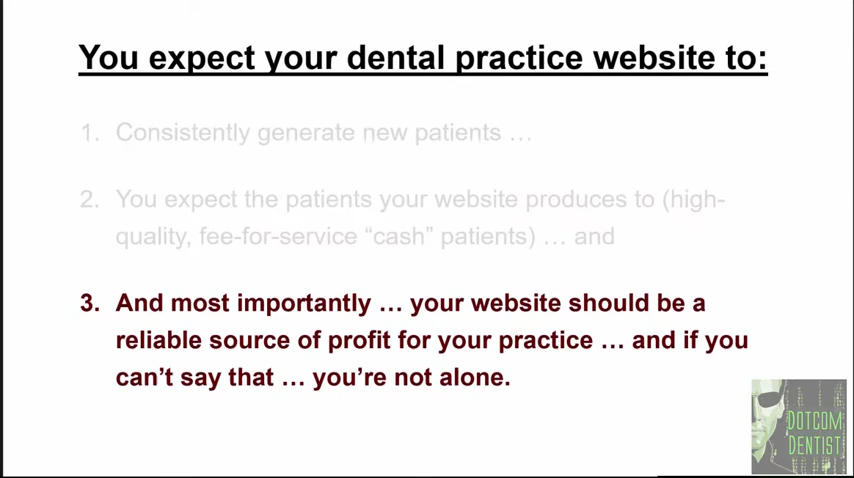 You expect your dental practice website to:
1. Consistently generate new patients …
2. You expect the patients your website produces to (high-
quality, fee-for-service “cash” patients) … and
3. And most importantly … your website should be a
reliable source of profit for your practice … and if you
can’t say that … you’re not alone.
DOTCOM
DENTIST